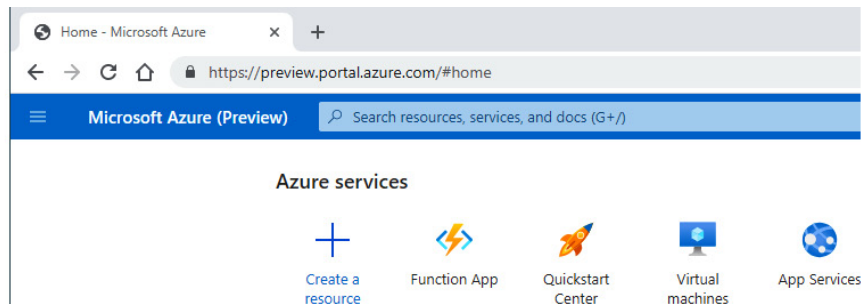 Home - Microsoft Azure
https://preview.portal.azure.com/#home
Microsoft Azure (Preview)
Search resources, services, and docs (G+/)
Azure services
Create a
resource
Function App
Quickstart
Center
Virtual
machines
App Services